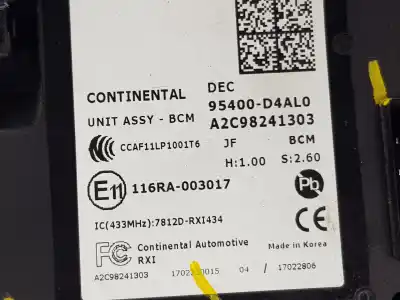 DEC
CONTINENTAL 95400-D4AL0
UNIT ASSY - BCM A2C98241303
CCAF11LP1001T6 JF BCM
H:1.00 S:2.60
E11 116RA-003017 Pb
IC(433MHz):7812D-RXI434
CE
FC Continental Automotive Made in Korea
RXI
A2C98241303 04 / 17022806